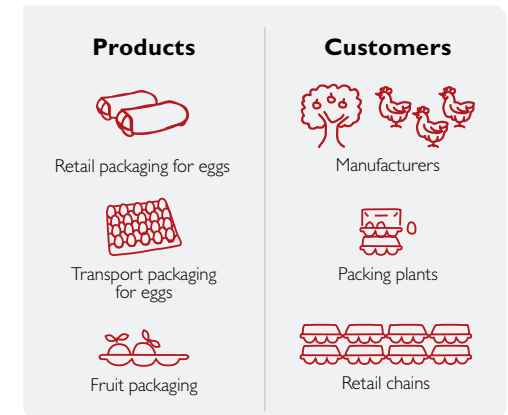 Products
Retail packaging for eggs
Transport packaging
for eggs
Fruit packaging
Customers
Manufacturers
Packing plants
Retail chains